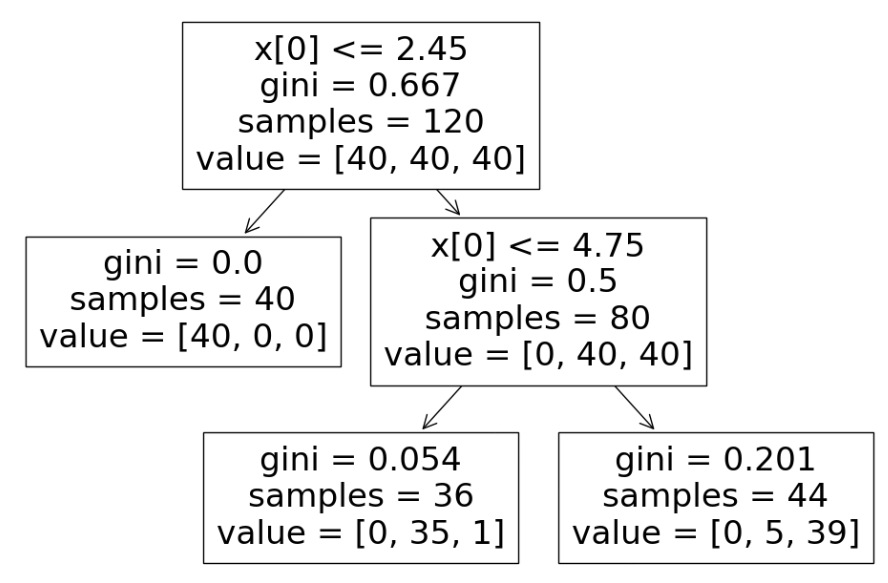 x[0] <= 2.45
gini = 0.667
samples = 120
value = [40, 40, 40]
gini = 0.0
samples = 40
value = [40, 0, 0]
x[0] <= 4.75
gini = 0.5
samples = 80
value = [0, 40, 40]
gini = 0.054
samples = 36
value = [0, 35, 1]
gini = 0.201
samples = 44
value = [0, 5, 39]